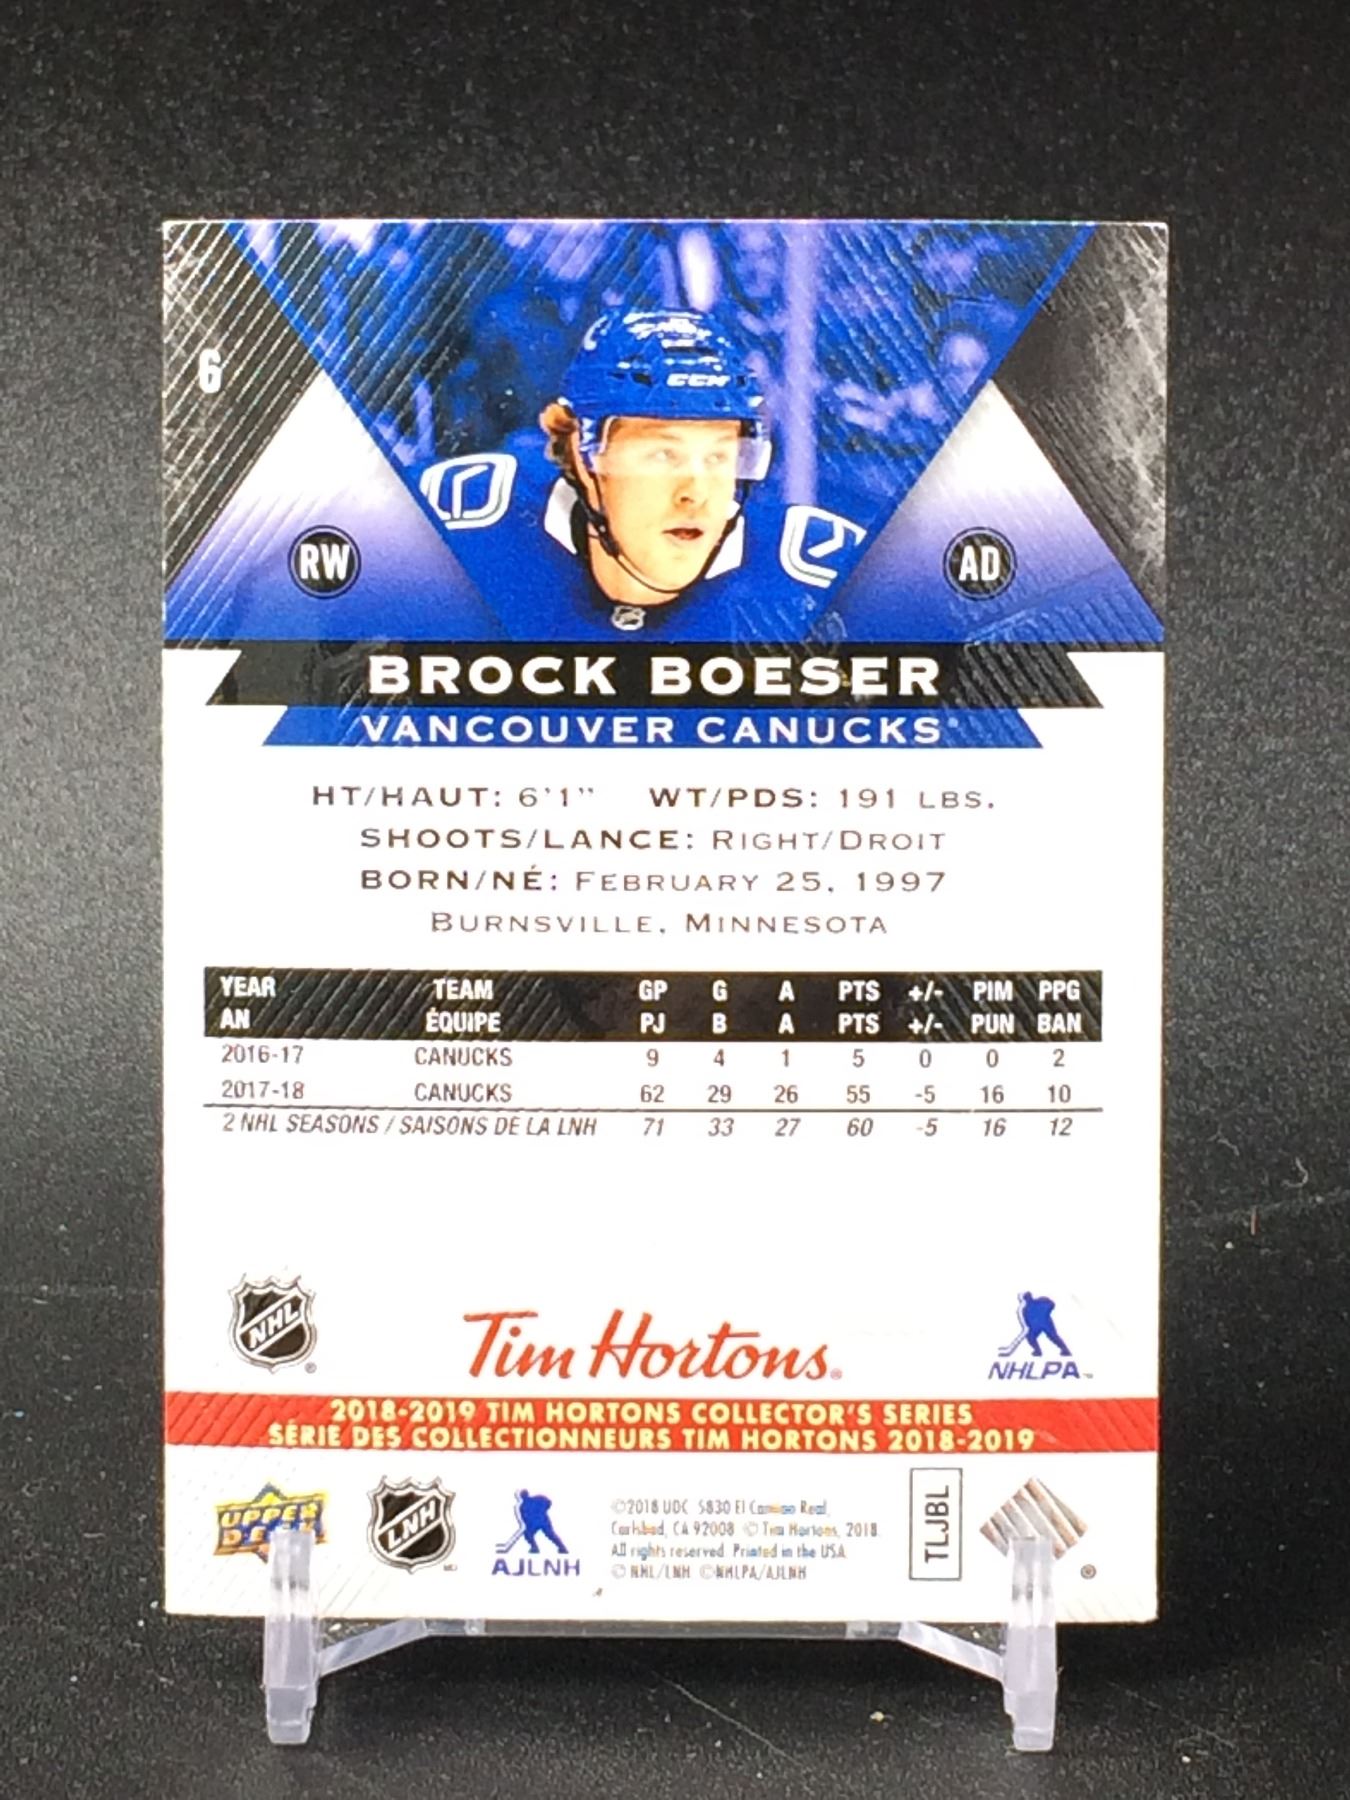 6
CCM
RW
AD
BROCK BOESER
VANCOUVER CANUCKS
HT/HAUT: 6'1" WT/PDS: 191 LBS.
SHOOTS/LANCE: RIGHT/DROIT
BORN/NÉ: FEBRUARY 25, 1997
BURNSVILLE, MINNESOTA
YEAR TEAM GP G A PTS +/- PIM PPG
AN ÉQUIPE PJ B A PTS +/- PUN BAN
2016-17 CANUCKS 9 4 1 5 0 0 2
2017-18 CANUCKS 62 29 26 55 -5 16 10
2 NHL SEASONS / SAISONS DE LA LNH 71 33 27 60 -5 16 12
NHL ®
Tim Hortons®
NHLPA™
2018-2019 TIM HORTONS COLLECTOR'S SERIES
SÉRIE DES COLLECTIONNEURS TIM HORTONS 2018-2019
UPPER DECK
LNH
AJLNH
©2018 UDC 5830 El Camino Real,
Carlsbad, CA 92008 © Tim Hortons, 2018.
All rights reserved. Printed in the USA
© NHL/LNH ©NHLPA/AJLNH
TLJBL
®